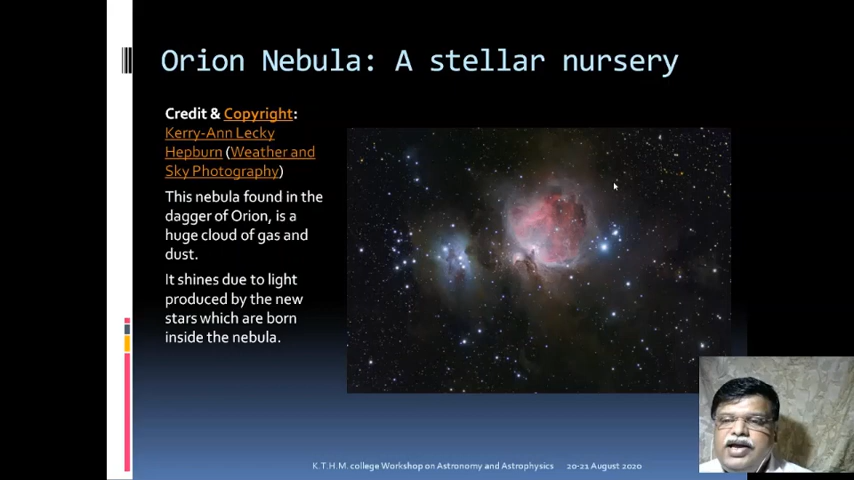 Orion Nebula: A stellar nursery
Credit & Copyright:
Kerry-Ann Lecky
Hepburn (Weather and
Sky Photography)
This nebula found in the
dagger of Orion, is a
huge cloud of gas and
dust.
It shines due to light
produced by the new
stars which are born
inside the nebula.
K.T.H.M. college Workshop on Astronomy and Astrophysics 20-21 August 2020